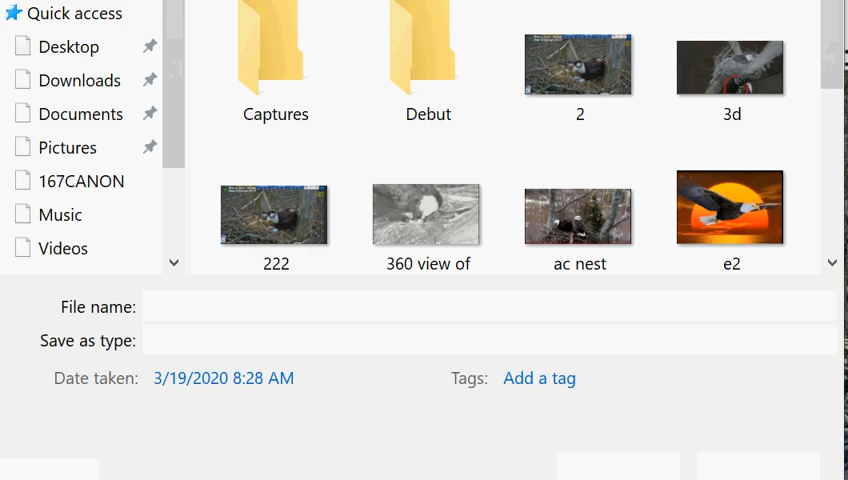 Quick access
Desktop
Downloads
Documents
Pictures
167CANON
Music
Videos
Captures
Debut
2
3d
222
360 view of
ac nest
e2
File name:
Save as type:
Date taken: 3/19/2020 8:28 AM
Tags: Add a tag